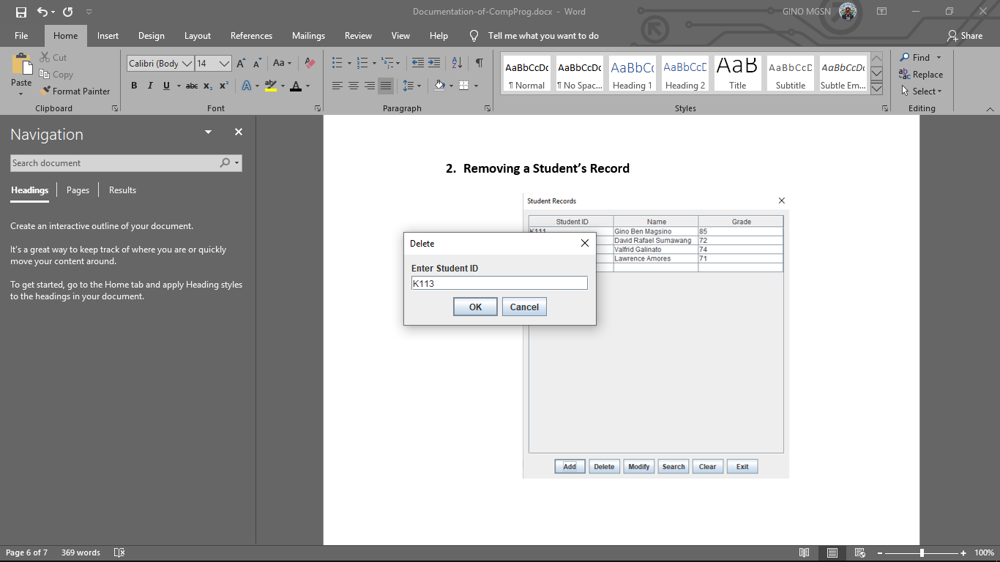 Documentation-of-CompProg.docx - Word
GINO MGSN
File Home Insert Design Layout References Mailings Review View Help Tell me what you want to do Share
Paste
Cut
Copy
Format Painter
Clipboard
Calibri (Body 14
Aa
B I U abc x₂ x² A aby A
Font
Paragraph
AaBbCcDc AaBbCcDc AaBbCc AaBbCcD AaB AaBbCcD AaBbCcDc
¶ Normal ¶ No Spac... Heading 1 Heading 2 Title Subtitle Subtle Em...
Styles
Find
Replace
Select
Editing
Navigation
Search document
Headings Pages Results
Create an interactive outline of your document.
It's a great way to keep track of where you are or quickly
move your content around.
To get started, go to the Home tab and apply Heading styles
to the headings in your document.
2. Removing a Student's Record
Student Records
Student ID Name Grade
K111 Gino Ben Magsino 85
David Rafael Sumawang 72
Valfrid Galinato 74
Lawrence Amores 71
Delete
Enter Student ID
K113
OK Cancel
Add Delete Modify Search Clear Exit
Page 6 of 7 369 words
100%